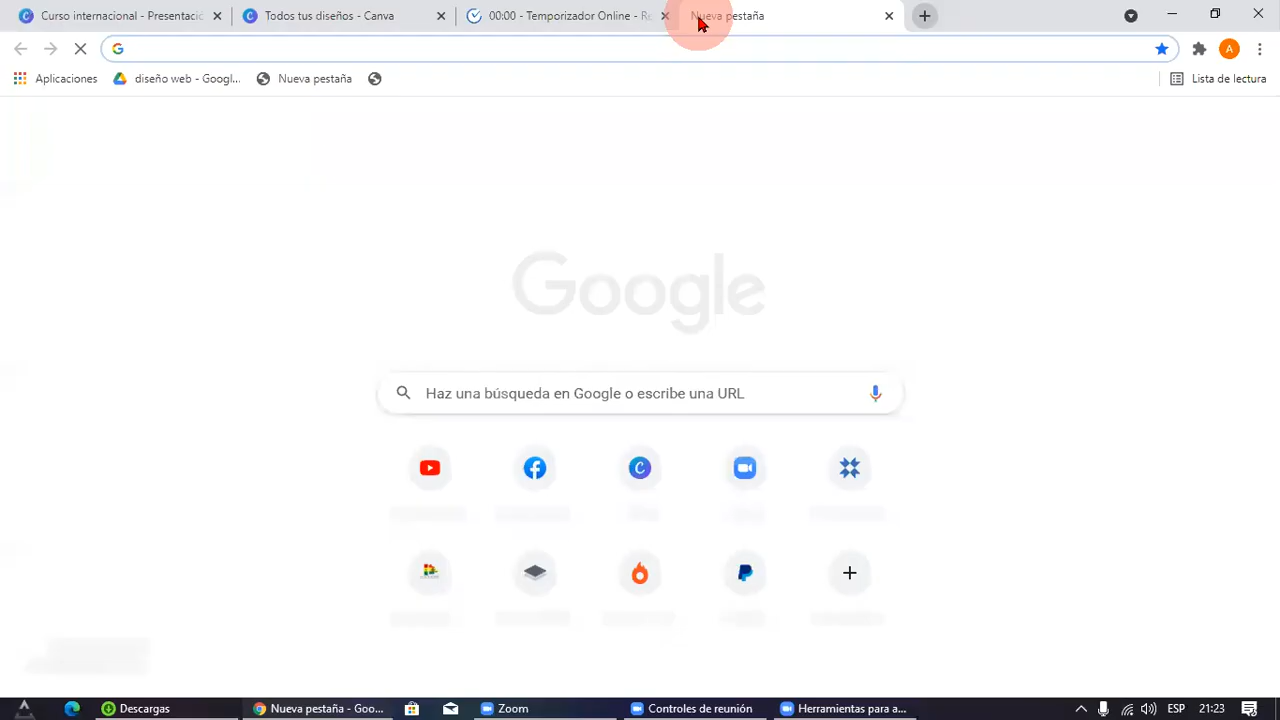 Curso internacional - Presentació
Todos tus diseños - Canva
00:00 - Temporizador Online - Re
Nueva pestaña
Aplicaciones
diseño web - Googl...
Nueva pestaña
Lista de lectura
A
Google
Haz una búsqueda en Google o escribe una URL
Descargas
Nueva pestaña - Goo...
Zoom
Controles de reunión
Herramientas para a...
ESP
21:23